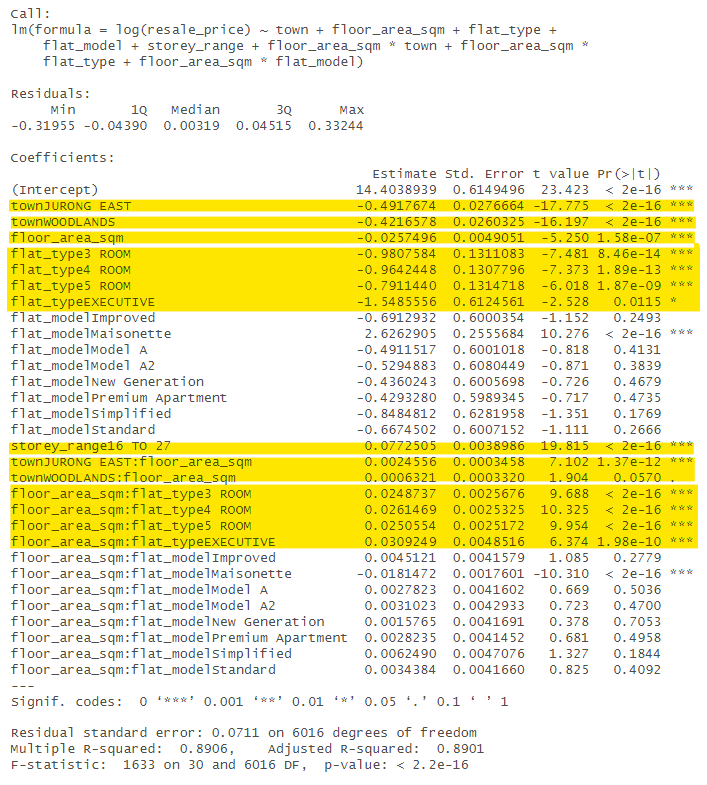 Call:
lm(formula = log(resale_price) ~ town + floor_area_sqm + flat_type +
    flat_model + storey_range + floor_area_sqm * town + floor_area_sqm *
    flat_type + floor_area_sqm * flat_model)
Residuals:
     Min       1Q   Median       3Q      Max
-0.31955 -0.04390  0.00319  0.04515  0.33244
Coefficients:
Estimate Std. Error t value Pr(>|t|)
(Intercept) 14.4038939 0.6149496 23.423 < 2e-16 ***
townJURONG EAST -0.4917674 0.0276664 -17.775 < 2e-16 ***
townWOODLANDS -0.4216578 0.0260325 -16.197 < 2e-16 ***
floor_area_sqm -0.0257496 0.0049051 -5.250 1.58e-07 ***
flat_type3 ROOM -0.9807584 0.1311083 -7.481 8.46e-14 ***
flat_type4 ROOM -0.9642448 0.1307796 -7.373 1.89e-13 ***
flat_type5 ROOM -0.7911440 0.1314718 -6.018 1.87e-09 ***
flat_typeEXECUTIVE -1.5485556 0.6124561 -2.528 0.0115 *
flat_modelImproved -0.6912932 0.6000354 -1.152 0.2493
flat_modelMaisonette 2.6262905 0.2555684 10.276 < 2e-16 ***
flat_modelModel A -0.4911517 0.6001018 -0.818 0.4131
flat_modelModel A2 -0.5294883 0.6080449 -0.871 0.3839
flat_modelNew Generation -0.4360243 0.6005698 -0.726 0.4679
flat_modelPremium Apartment -0.4293280 0.5989345 -0.717 0.4735
flat_modelSimplified -0.8484812 0.6281958 -1.351 0.1769
flat_modelStandard -0.6674502 0.6007152 -1.111 0.2666
storey_range16 TO 27 0.0772505 0.0038986 19.815 < 2e-16 ***
townJURONG EAST:floor_area_sqm 0.0024556 0.0003458 7.102 1.37e-12 ***
townWOODLANDS:floor_area_sqm 0.0006321 0.0003320 1.904 0.0570 .
floor_area_sqm:flat_type3 ROOM 0.0248737 0.0025676 9.688 < 2e-16 ***
floor_area_sqm:flat_type4 ROOM 0.0261469 0.0025325 10.325 < 2e-16 ***
floor_area_sqm:flat_type5 ROOM 0.0250554 0.0025172 9.954 < 2e-16 ***
floor_area_sqm:flat_typeEXECUTIVE 0.0309249 0.0048516 6.374 1.98e-10 ***
floor_area_sqm:flat_modelImproved 0.0045121 0.0041579 1.085 0.2779
floor_area_sqm:flat_modelMaisonette -0.0181472 0.0017601 -10.310 < 2e-16 ***
floor_area_sqm:flat_modelModel A 0.0027823 0.0041602 0.669 0.5036
floor_area_sqm:flat_modelModel A2 0.0031023 0.0042933 0.723 0.4700
floor_area_sqm:flat_modelNew Generation 0.0015765 0.0041691 0.378 0.7053
floor_area_sqm:flat_modelPremium Apartment 0.0028235 0.0041452 0.681 0.4958
floor_area_sqm:flat_modelSimplified 0.0062490 0.0047076 1.327 0.1844
floor_area_sqm:flat_modelStandard 0.0034384 0.0041660 0.825 0.4092
---
Signif. codes:  0 ‘***’ 0.001 ‘**’ 0.01 ‘*’ 0.05 ‘.’ 0.1 ‘ ’ 1
Residual standard error: 0.0711 on 6016 degrees of freedom
Multiple R-squared:  0.8906,    Adjusted R-squared:  0.8901
F-statistic:  1633 on 30 and 6016 DF,  p-value: < 2.2e-16